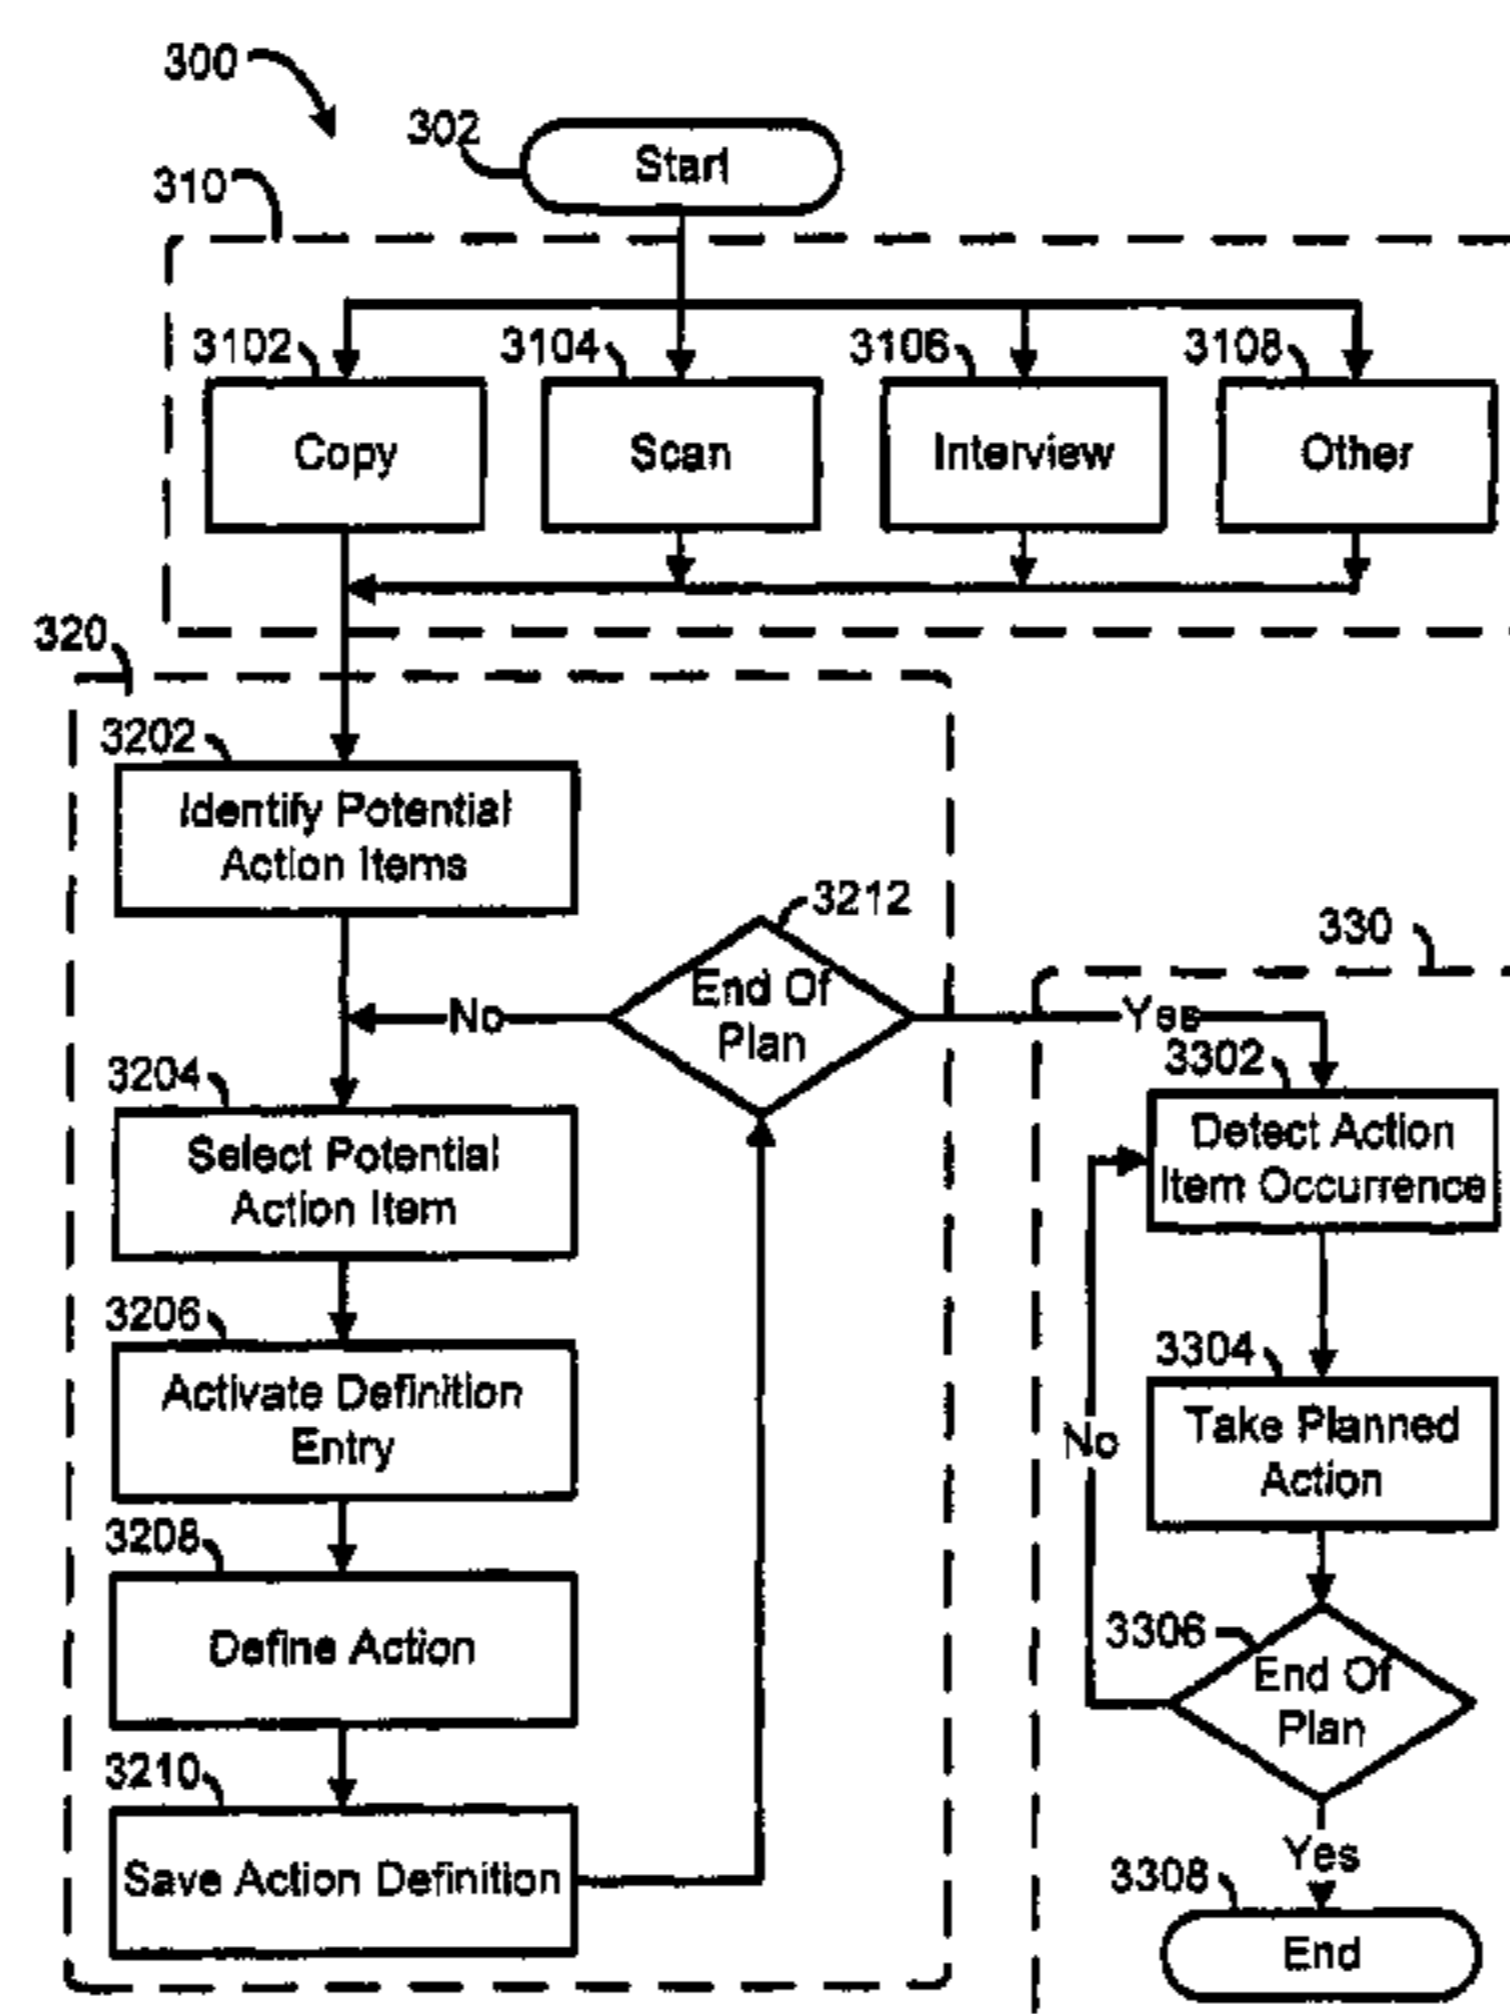 300
302
Start
310
3102
3104
3106
3108
Copy
Scan
Interview
Other
320
3202
Identify Potential
Action Items
3212
End Of
Plan
No
Yes
330
3204
Select Potential
Action Item
3302
Detect Action
Item Occurrence
3206
Activate Definition
Entry
3304
Take Planned
Action
No
3208
Define Action
3306
End Of
Plan
3210
Save Action Definition
Yes
3308
End